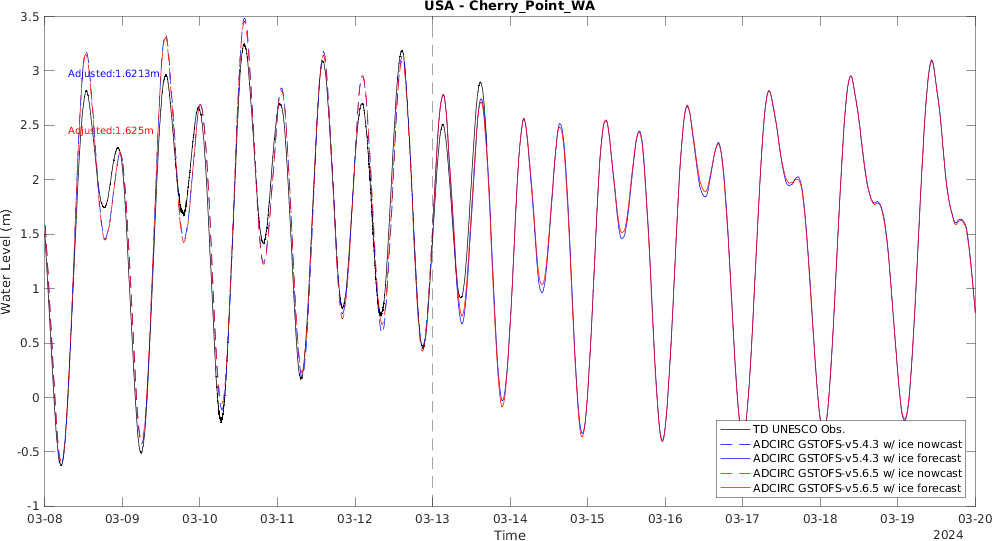 USA - Cherry_Point_WA
3.5
3
2.5
2
1.5
1
0.5
0
-0.5
-1
Water Level (m)
Adjusted:1.6213m
Adjusted:1.625m
TD UNESCO Obs.
ADCIRC GSTOFS-v5.4.3 w/ ice nowcast
ADCIRC GSTOFS-v5.4.3 w/ ice forecast
ADCIRC GSTOFS-v5.6.5 w/ ice nowcast
ADCIRC GSTOFS-v5.6.5 w/ ice forecast
03-08 03-09 03-10 03-11 03-12 03-13 03-14 03-15 03-16 03-17 03-18 03-19 03-20
Time
2024